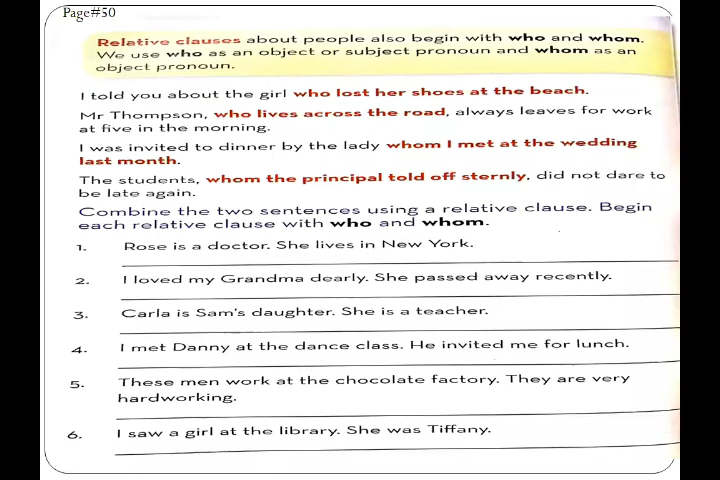 Page#50
Relative clauses about people also begin with who and whom.
We use who as an object or subject pronoun and whom as an
object pronoun.
I told you about the girl who lost her shoes at the beach.
Mr Thompson, who lives across the road, always leaves for work
at five in the morning.
I was invited to dinner by the lady whom I met at the wedding
last month.
The students, whom the principal told off sternly, did not dare to
be late again.
Combine the two sentences using a relative clause. Begin
each relative clause with who and whom.
1. Rose is a doctor. She lives in New York.
2. I loved my Grandma dearly. She passed away recently.
3. Carla is Sam's daughter. She is a teacher.
4. I met Danny at the dance class. He invited me for lunch.
5. These men work at the chocolate factory. They are very
hardworking.
6. I saw a girl at the library. She was Tiffany.